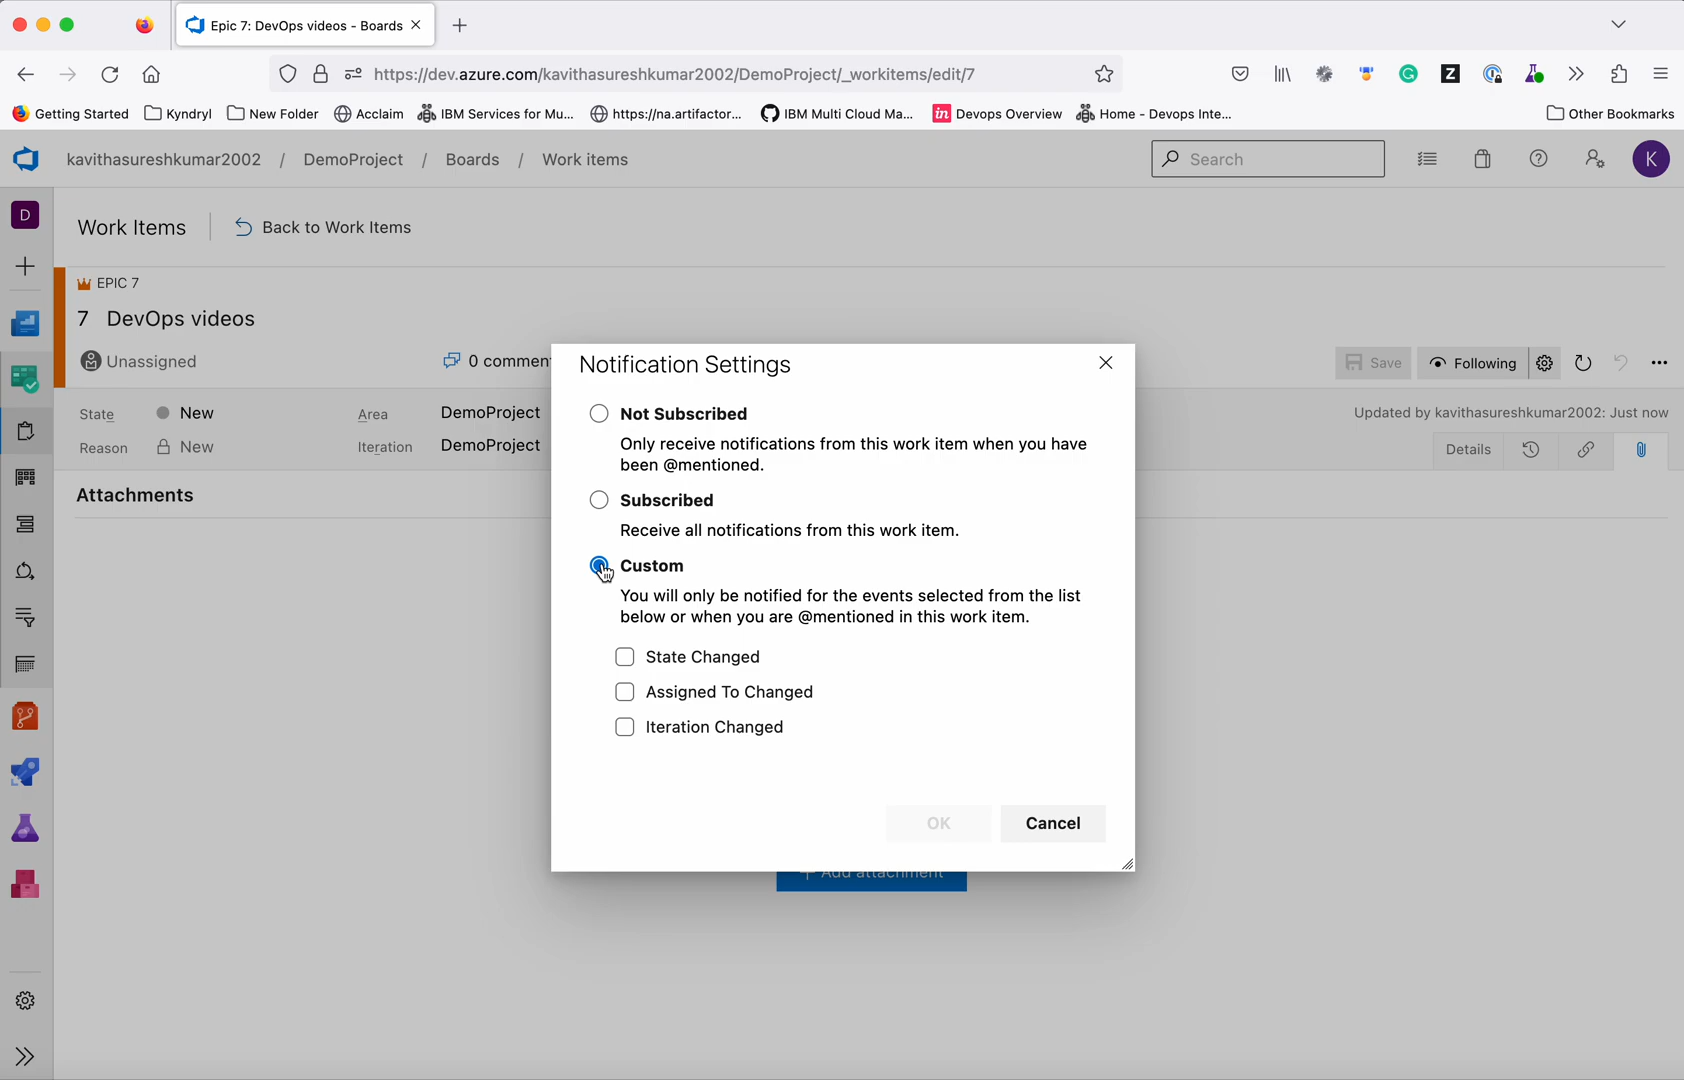 Epic 7: DevOps videos - Boards
https://dev.azure.com/kavithasureshkumar2002/DemoProject/_workitems/edit/7
Getting Started Kyndryl New Folder Acclaim IBM Services for Mu... https://na.artifactor... IBM Multi Cloud Ma... in Devops Overview Home - Devops Inte... Other Bookmarks
kavithasureshkumar2002 / DemoProject / Boards / Work items Search K
D
Work Items Back to Work Items
EPIC 7
7 DevOps videos
Unassigned 0 comment
Save Following
State New Area DemoProject
Updated by kavithasureshkumar2002: Just now
Reason New Iteration DemoProject
Details
Attachments
Notification Settings
Not Subscribed
Only receive notifications from this work item when you have
been @mentioned.
Subscribed
Receive all notifications from this work item.
Custom
You will only be notified for the events selected from the list
below or when you are @mentioned in this work item.
State Changed
Assigned To Changed
Iteration Changed
OK Cancel
+ Add attachment